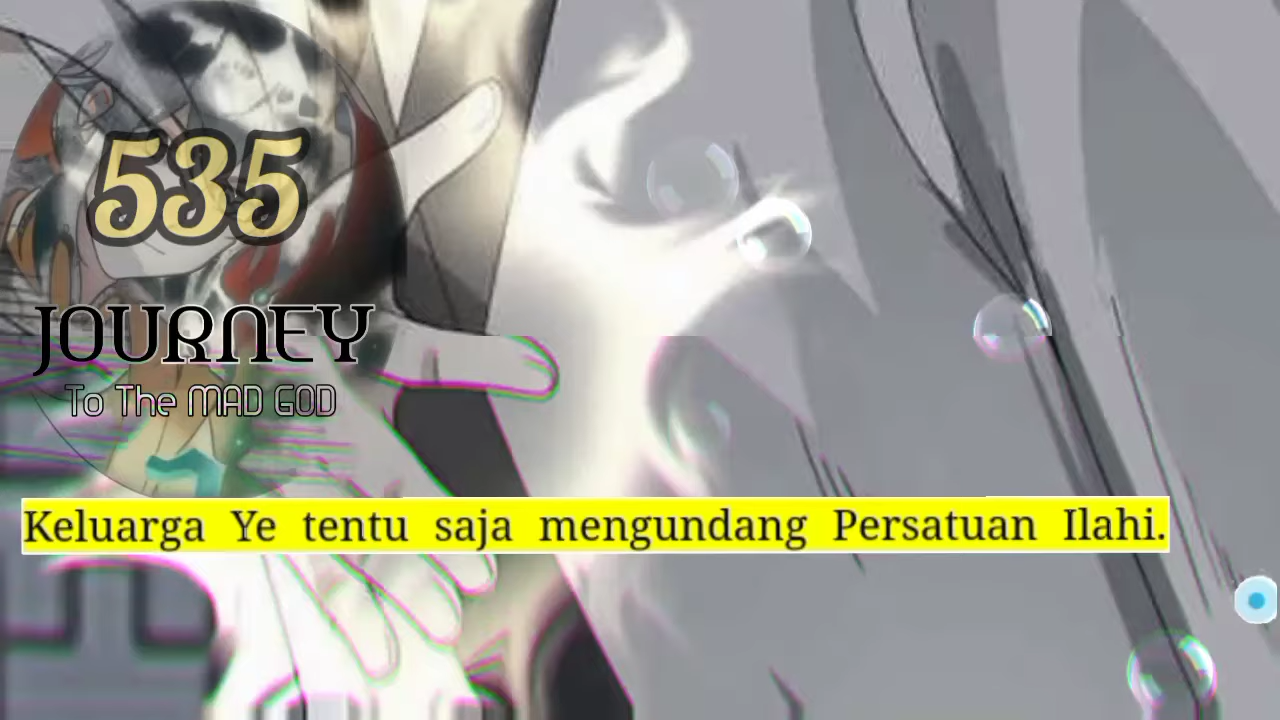 535
JOURNEY
To The MAD GOD
Keluarga Ye tentu saja mengundang Persatuan Ilahi.